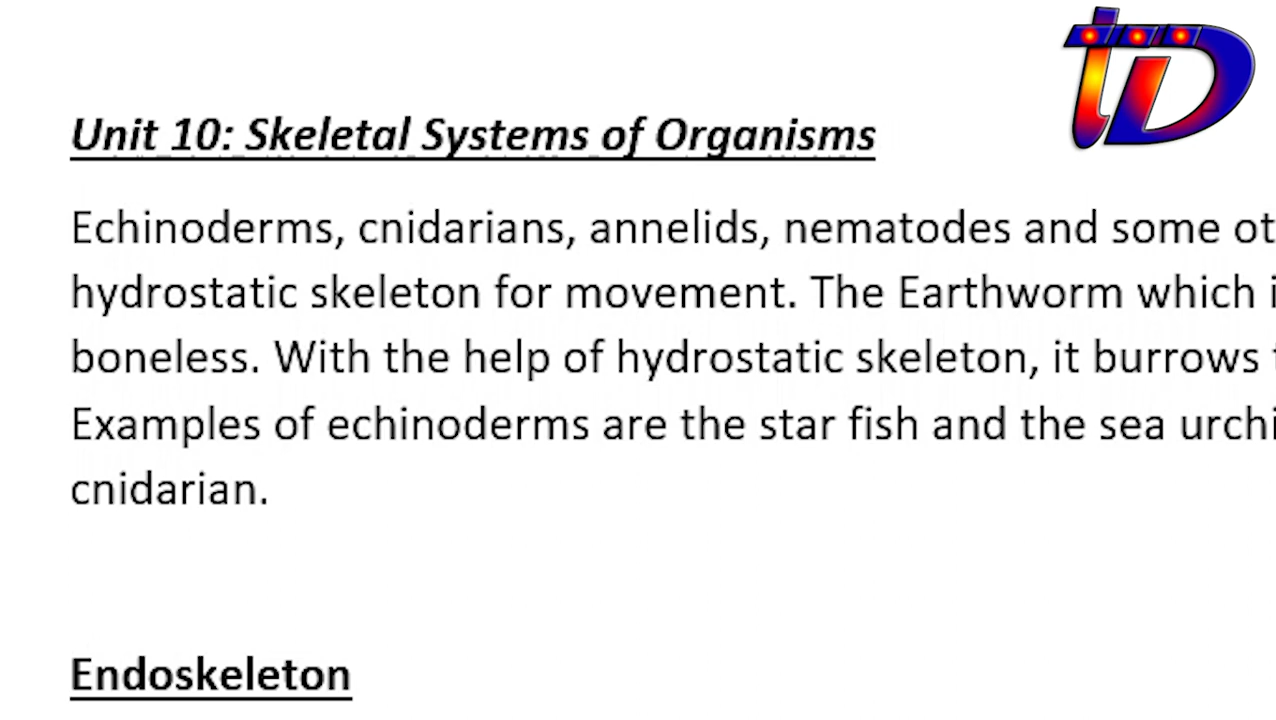 tD
Unit 10: Skeletal Systems of Organisms
Echinoderms, cnidarians, annelids, nematodes and some
hydrostatic skeleton for movement. The Earthworm which
boneless. With the help of hydrostatic skeleton, it burrows
Examples of echinoderms are the star fish and the sea
cnidarian.
Endoskeleton